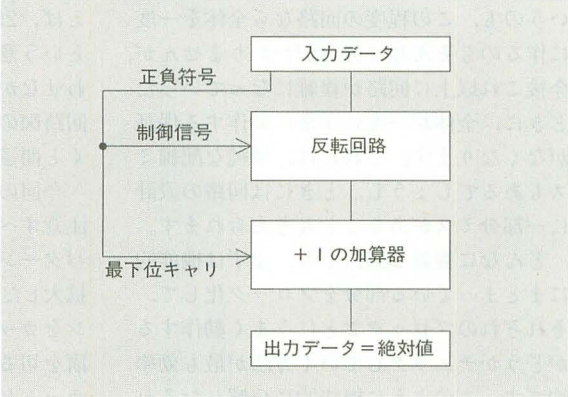 入力データ
正負符号
制御信号
反転回路
+1の加算器
最下位キャリ
出力データ=絶対値